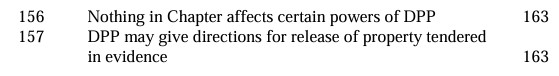 156 Nothing in Chapter affects certain powers of DPP 163
157 DPP may give directions for release of property tendered
in evidence 163